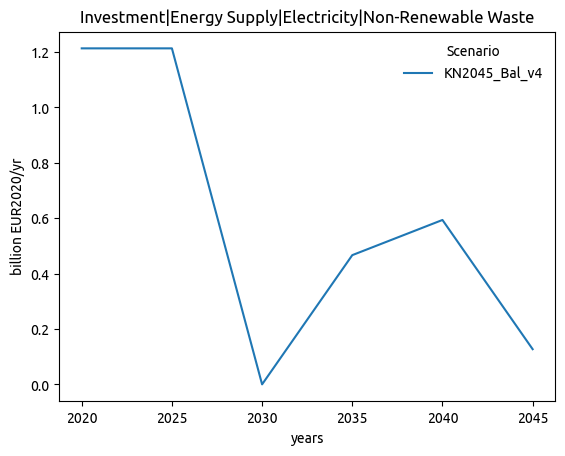 Investment|Energy Supply|Electricity|Non-Renewable Waste
Scenario
KN2045_Bal_v4
billion EUR2020/yr
1.2
1.0
0.8
0.6
0.4
0.2
0.0
2020 2025 2030 2035 2040 2045
years